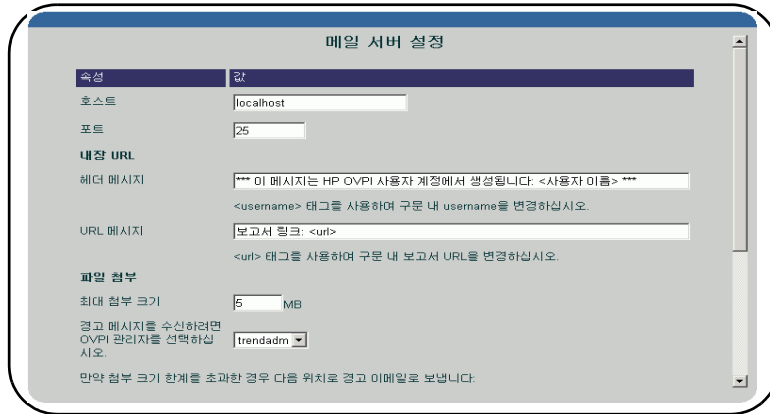 메일 서버 설정
속성 값
호스트 localhost
포트 25
내장 URL
헤더 메시지 *** 이 메시지는 HP OVPI 사용자 계정에서 생성됩니다: <사용자 이름> ***
<username> 태그를 사용하여 구문 내 username을 변경하십시오.
URL 메시지 보고서 링크: <url>
<url> 태그를 사용하여 구문 내 보고서 URL을 변경하십시오.
파일 첨부
최대 첨부 크기 5 MB
경고 메시지를 수신하려면
OVPI 관리자를 선택하십 trendadm
시오.
만약 첨부 크기 한계를 초과한 경우 다음 위치로 경고 이메일로 보냅니다: